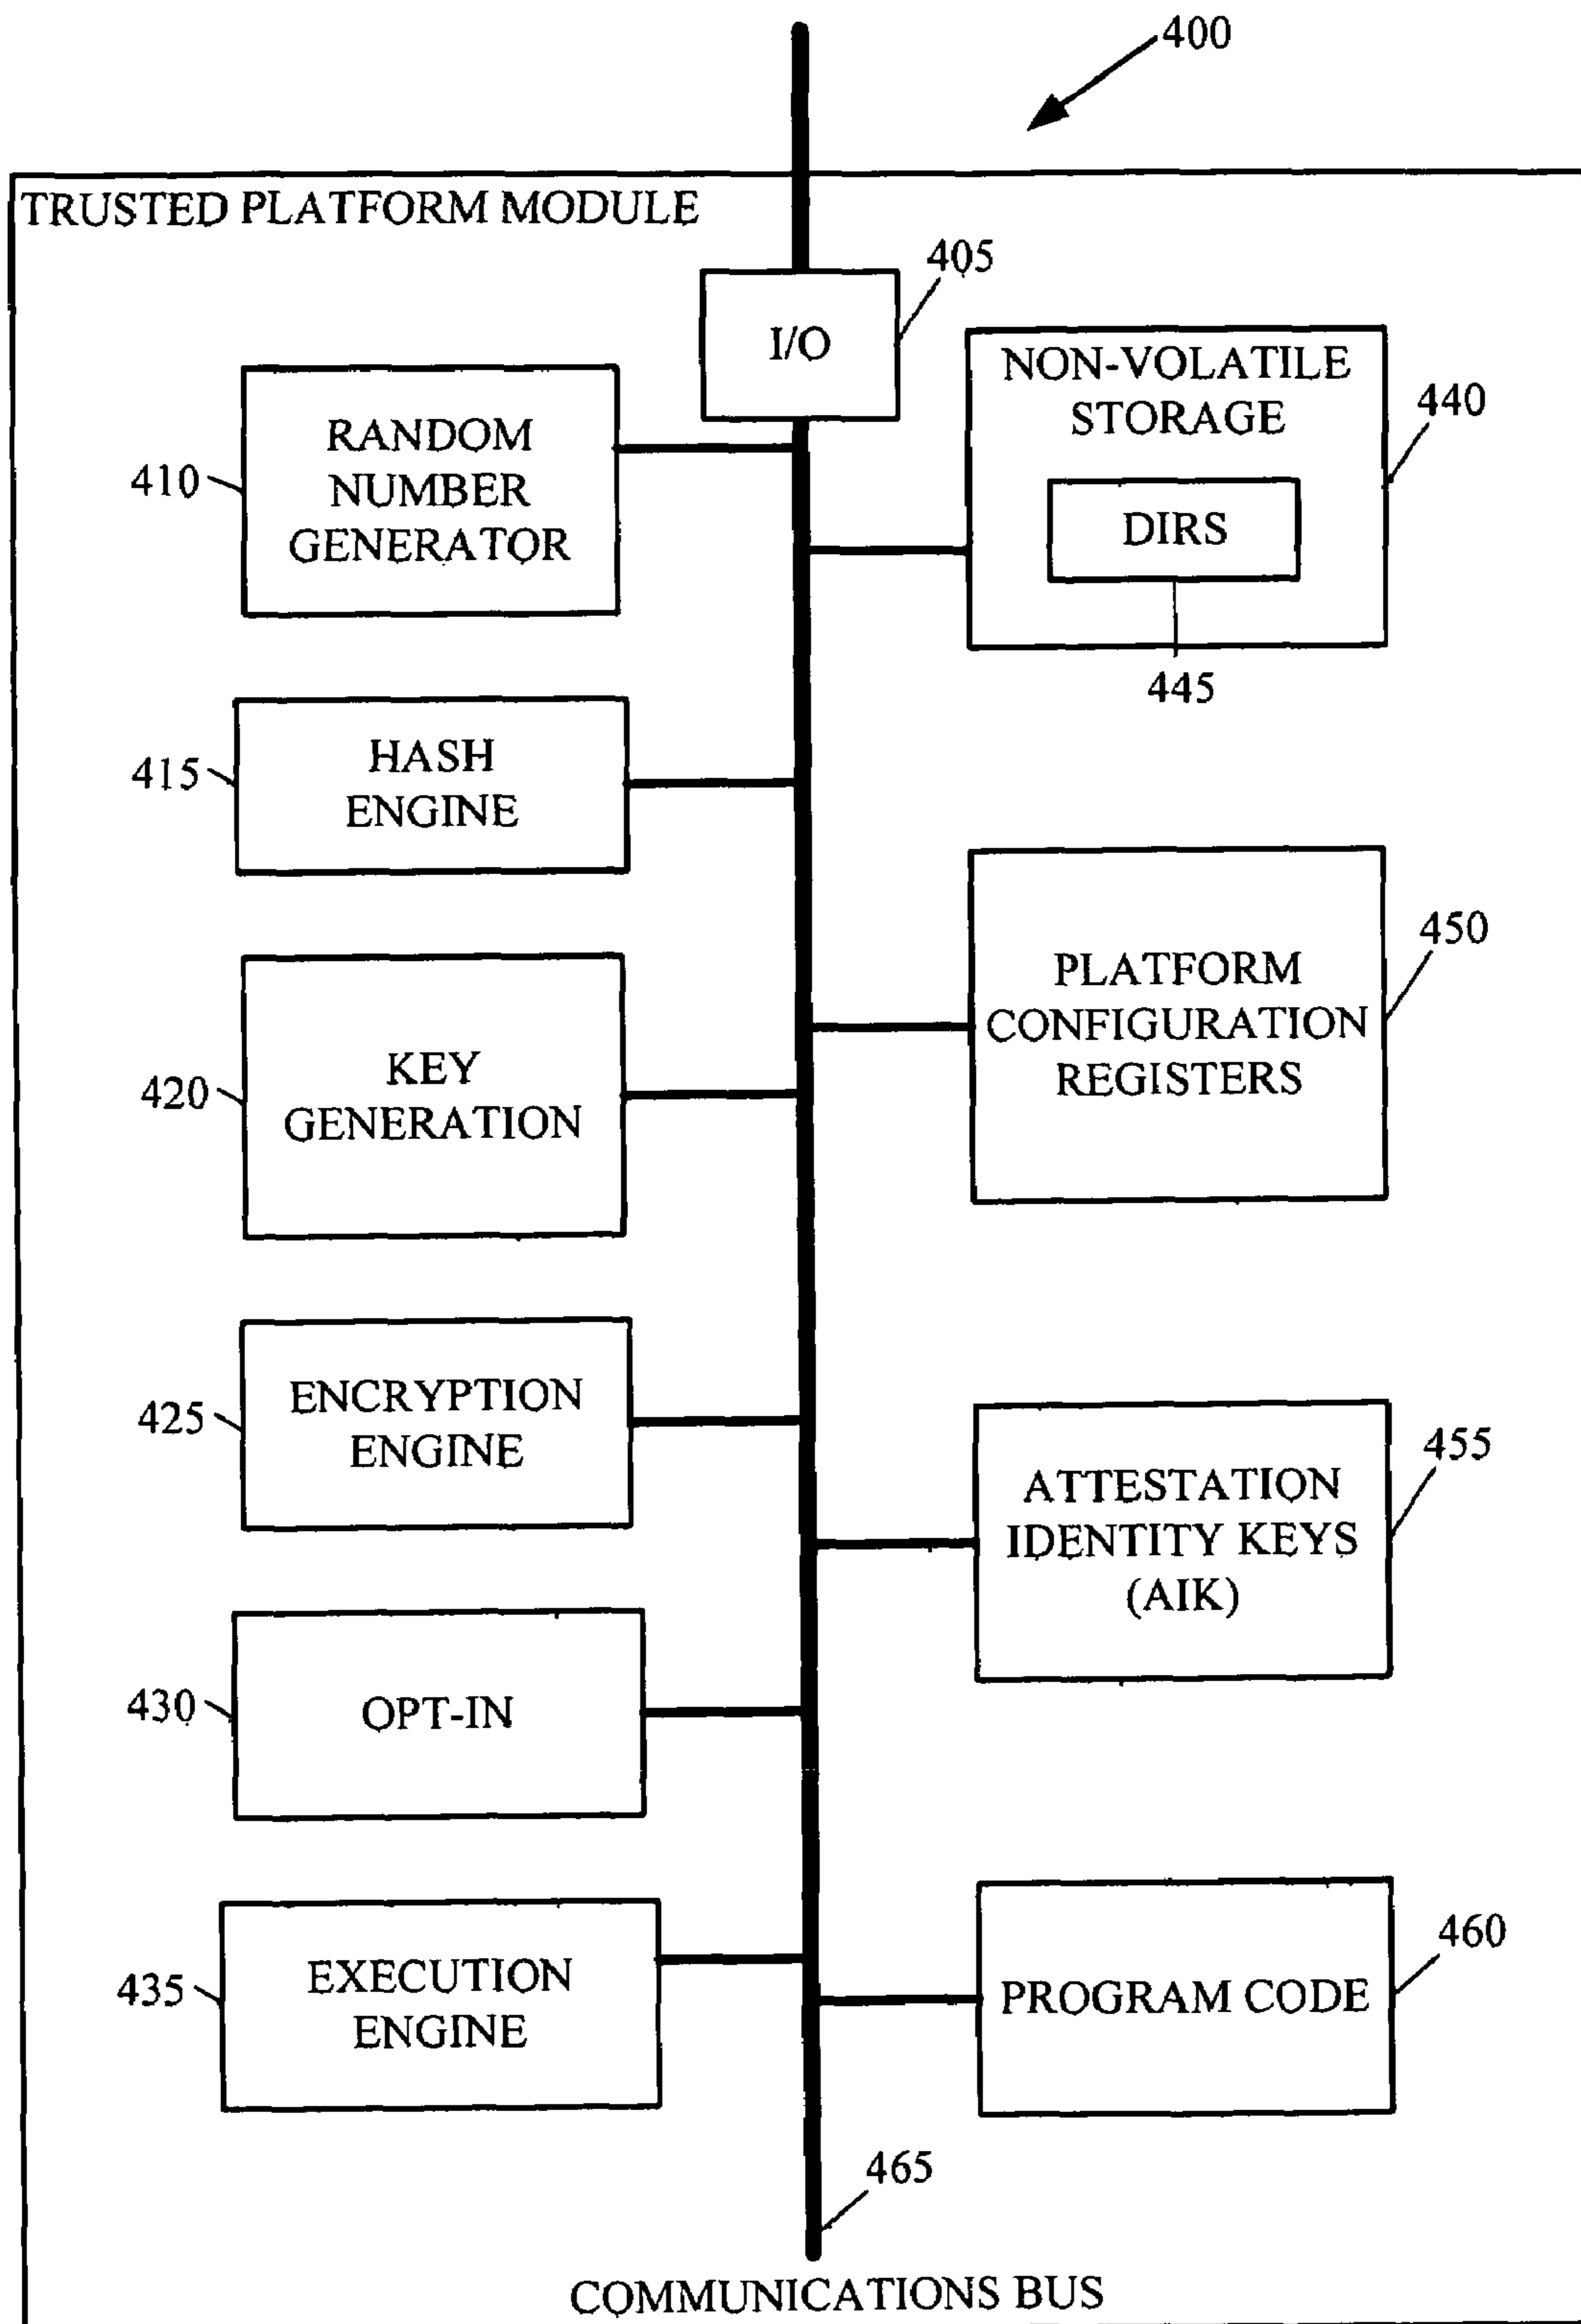 400
TRUSTED PLATFORM MODULE
405
I/O
RANDOM
NUMBER
GENERATOR
410
NON-VOLATILE
STORAGE
440
DIRS
445
HASH
ENGINE
415
PLATFORM
CONFIGURATION
REGISTERS
450
KEY
GENERATION
420
ENCRYPTION
ENGINE
425
ATTESTATION
IDENTITY KEYS
(AIK)
455
OPT-IN
430
EXECUTION
ENGINE
435
PROGRAM CODE
460
465
COMMUNICATIONS BUS